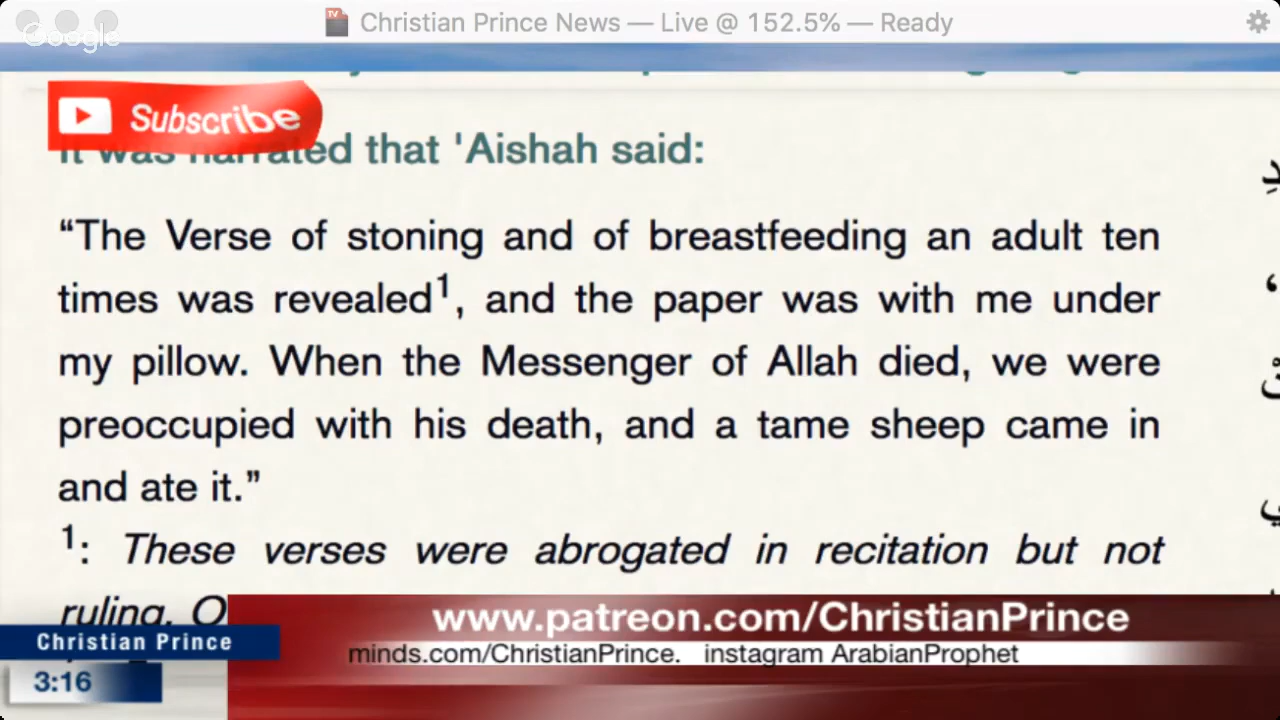 Christian Prince News — Live @ 152.5% — Ready
Google
Subscribe
It was narrated that 'Aishah said:
“The Verse of stoning and of breastfeeding an adult ten
times was revealed¹, and the paper was with me under
my pillow. When the Messenger of Allah died, we were
preoccupied with his death, and a tame sheep came in
and ate it.”
¹: These verses were abrogated in recitation but not
ruling. O
www.patreon.com/ChristianPrince
Christian Prince
minds.com/ChristianPrince. instagram ArabianProphet
3:16